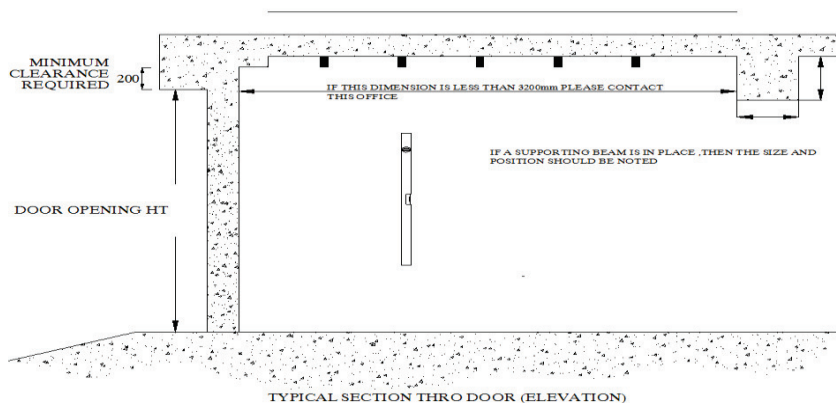 MINIMUM
CLEARANCE
REQUIRED
200
IF THIS DIMENSION IS LESS THAN 3200mm PLEASE CONTACT
THIS OFFICE
IF A SUPPORTING BEAM IS IN PLACE ,THEN THE SIZE AND
POSITION SHOULD BE NOTED
DOOR OPENING HT
TYPICAL SECTION THRO DOOR (ELEVATION)